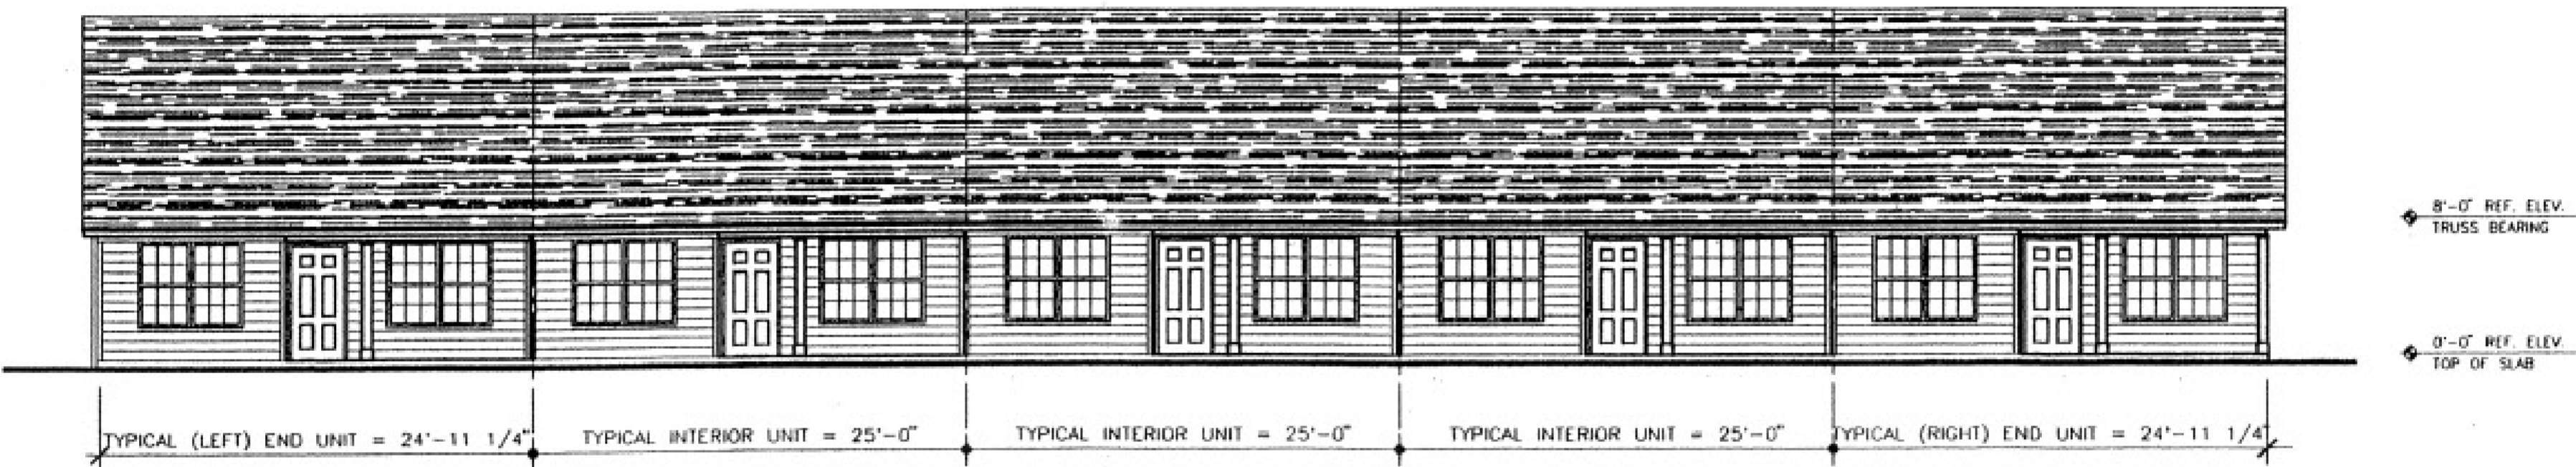 8'-0" REF. ELEV.
TRUSS BEARING
0'-0" REF. ELEV.
TOP OF SLAB
TYPICAL (LEFT) END UNIT = 24'-11 1/4"
TYPICAL INTERIOR UNIT = 25'-0"
TYPICAL INTERIOR UNIT = 25'-0"
TYPICAL INTERIOR UNIT = 25'-0"
TYPICAL (RIGHT) END UNIT = 24'-11 1/4"